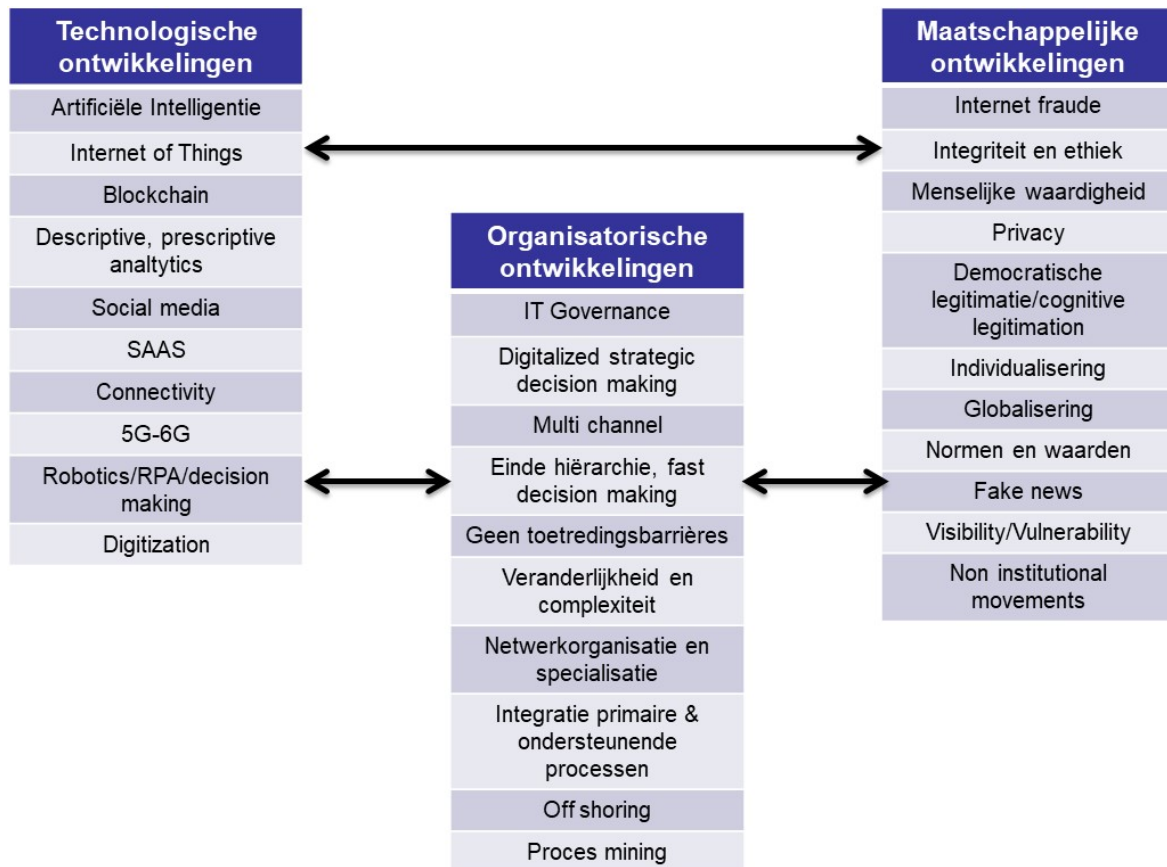 Technologische
ontwikkelingen
Artificiële Intelligentie
Internet of Things
Blockchain
Descriptive, prescriptive
analtytics
Social media
SAAS
Connectivity
5G-6G
Robotics/RPA/decision
making
Digitization
Organisatorische
ontwikkelingen
IT Governance
Digitalized strategic
decision making
Multi channel
Einde hiërarchie, fast
decision making
Geen toetredingsbarrières
Veranderlijkheid en
complexiteit
Netwerkorganisatie en
specialisatie
Integratie primaire &
ondersteunende
processen
Off shoring
Proces mining
Maatschappelijke
ontwikkelingen
Internet fraude
Integriteit en ethiek
Menselijke waardigheid
Privacy
Democratische
legitimatie/cognitive
legitimation
Individualisering
Globalisering
Normen en waarden
Fake news
Visibility/Vulnerability
Non institutional
movements